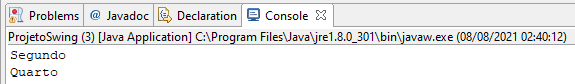 Problems @ Javadoc Declaration Console
ProjetoSwing (3) [Java Application] C:\Program Files\Java\jre1.8.0_301\bin\javaw.exe (08/08/2021 02:40:12)
Segundo
Quarto